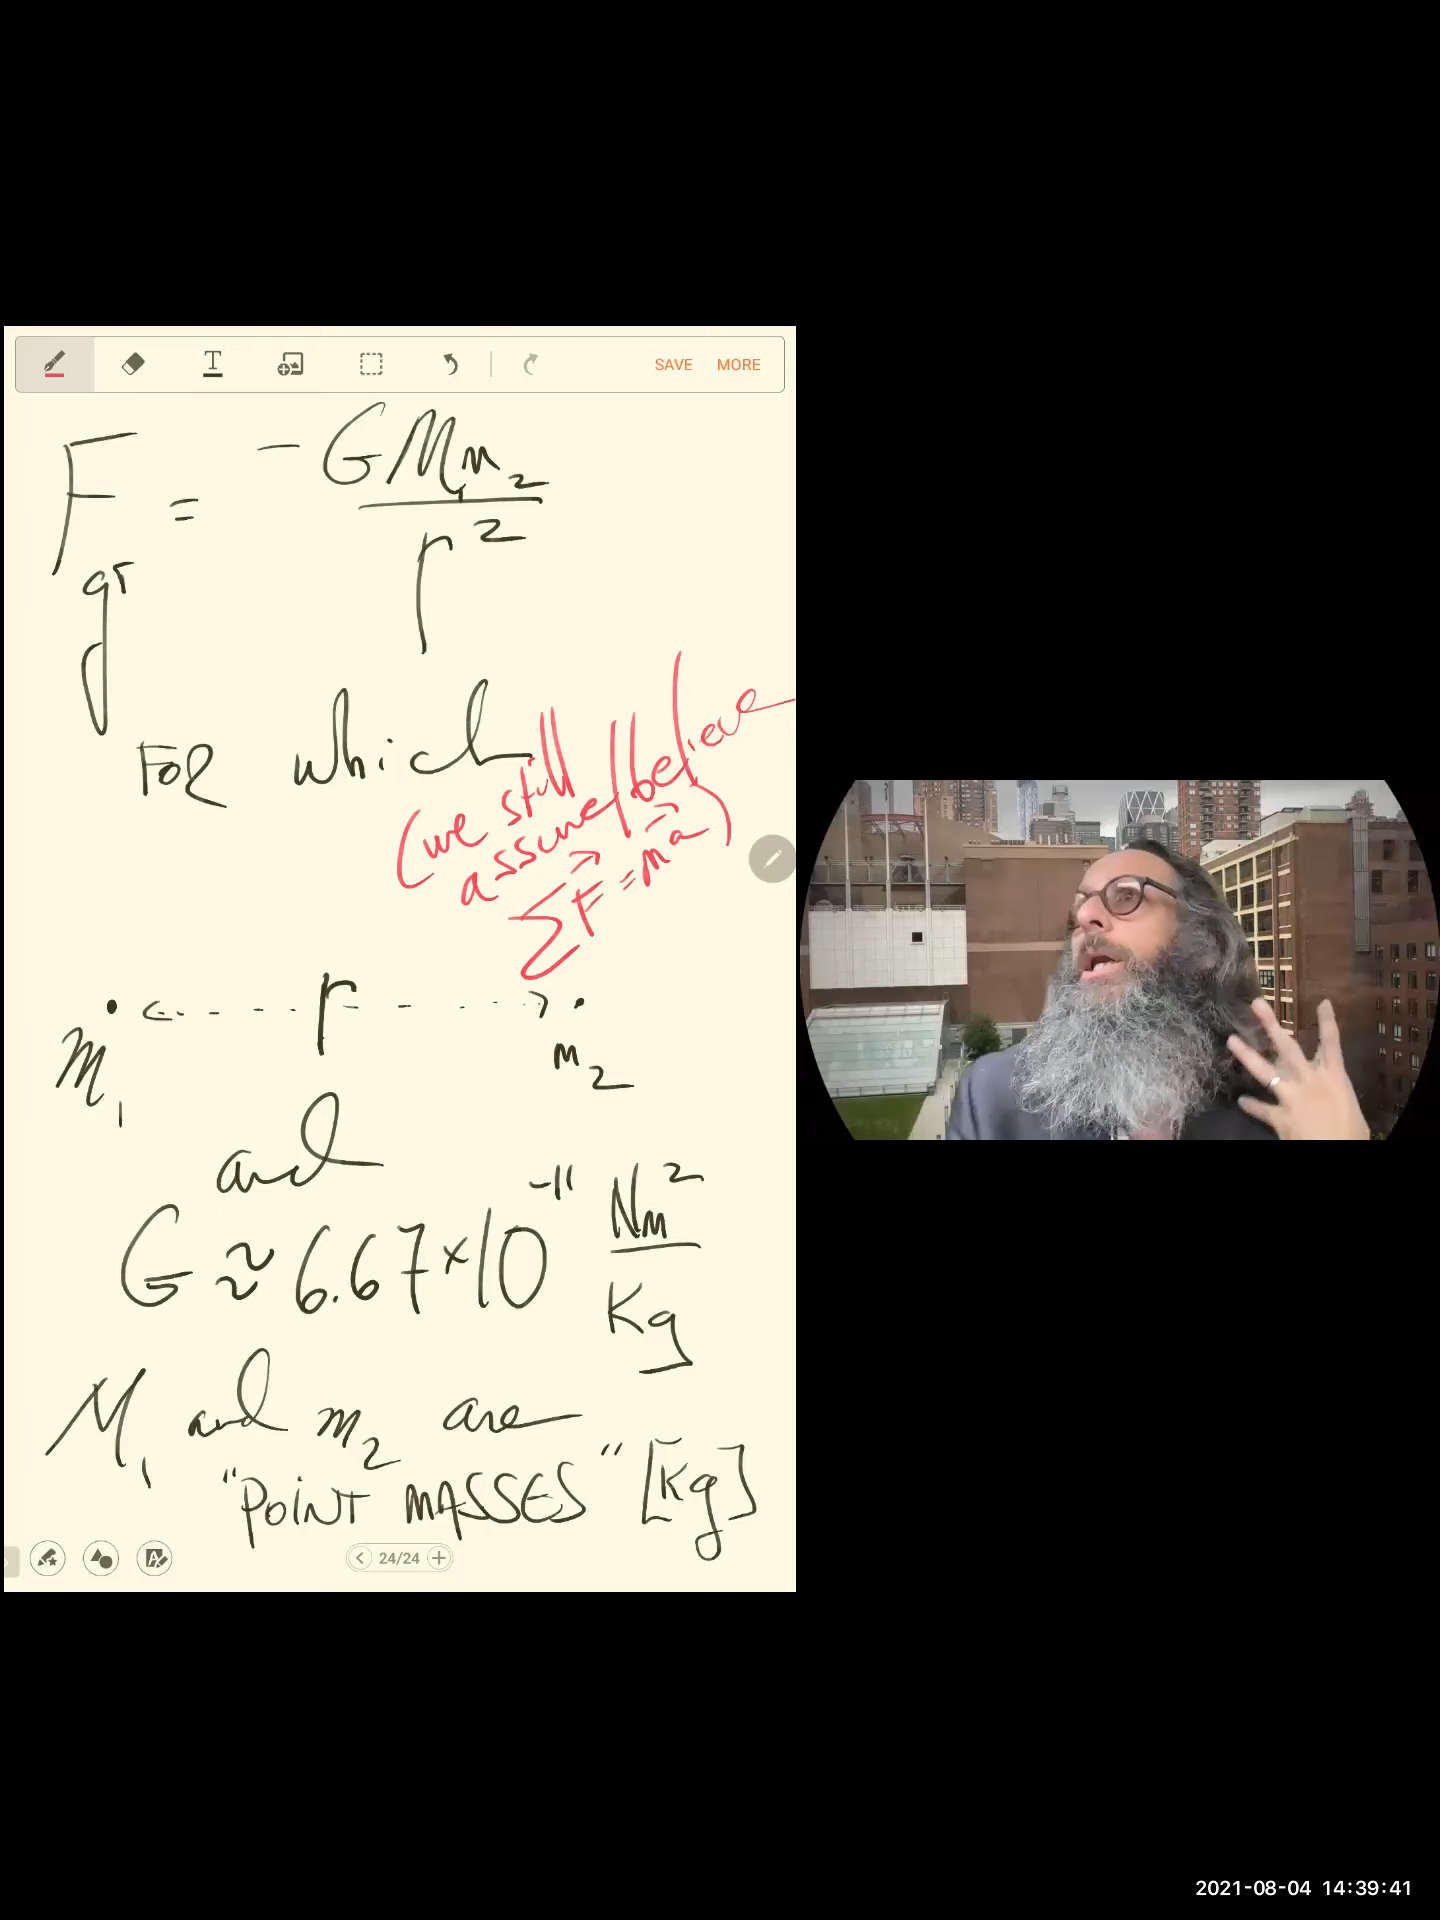 T
SAVE
MORE
F_gr = -GM₁m₂ / r²
FOR which
(we still
assume/believe
ΣF⃗ = ma⃗)
r
m₁
m₂
and
G ≈ 6.67×10⁻¹¹ Nm² / Kg
M₁ and m₂ are
"POINT MASSES" [Kg]
A
24/24
2021-08-04 14:39:41